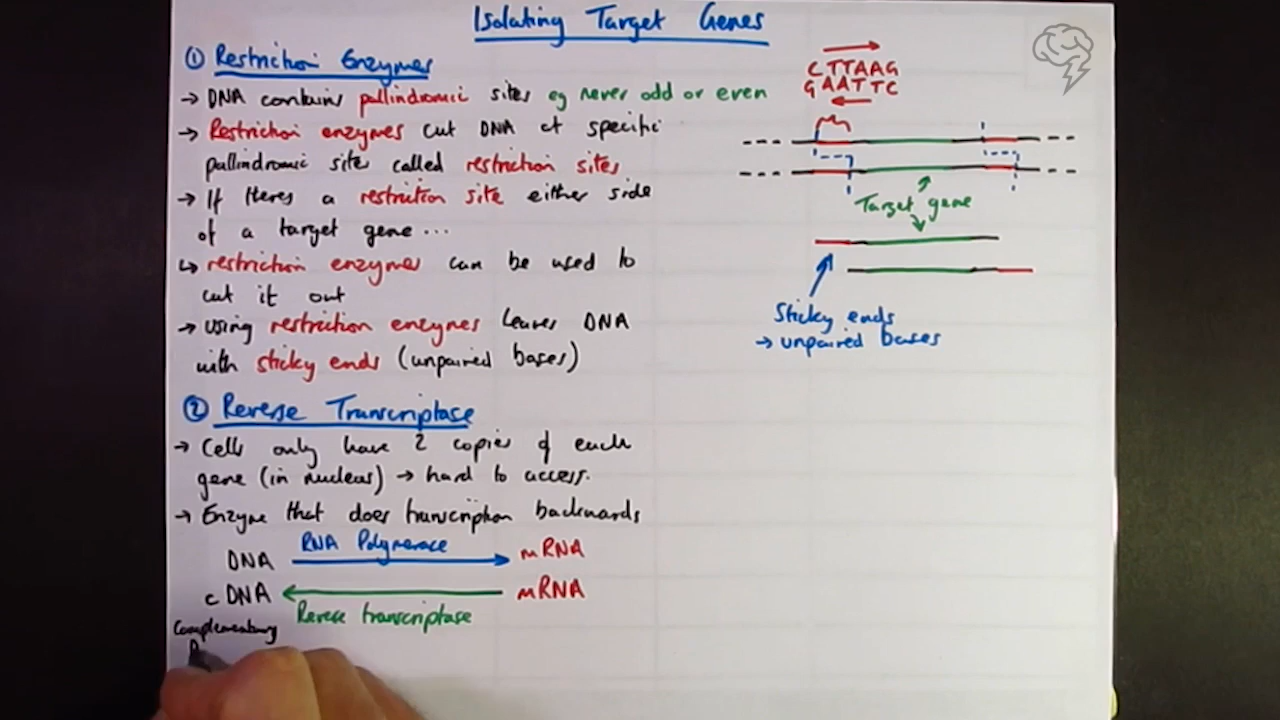 Isolating Target Genes
① Restriction Enzymes
→ DNA contains pallindromic sites eg never odd or even
→ Restriction enzymes cut DNA at specific
pallindromic site called restriction sites
→ If theres a restriction site either side
of a target gene ...
↳ restriction enzymes can be used to
cut it out
→ using restriction enzymes leaves DNA
with sticky ends (unpaired bases)
② Reverse Transcriptase
→ Cells only have 2 copies of each
gene (in nucleus) → hard to access.
→ Enzyme that does transcription backwards
DNA RNA Polymerase mRNA
cDNA Reverse transcriptase mRNA
Complementary
CTTAAG
GAATTC
Target gene
Sticky ends
→ unpaired bases